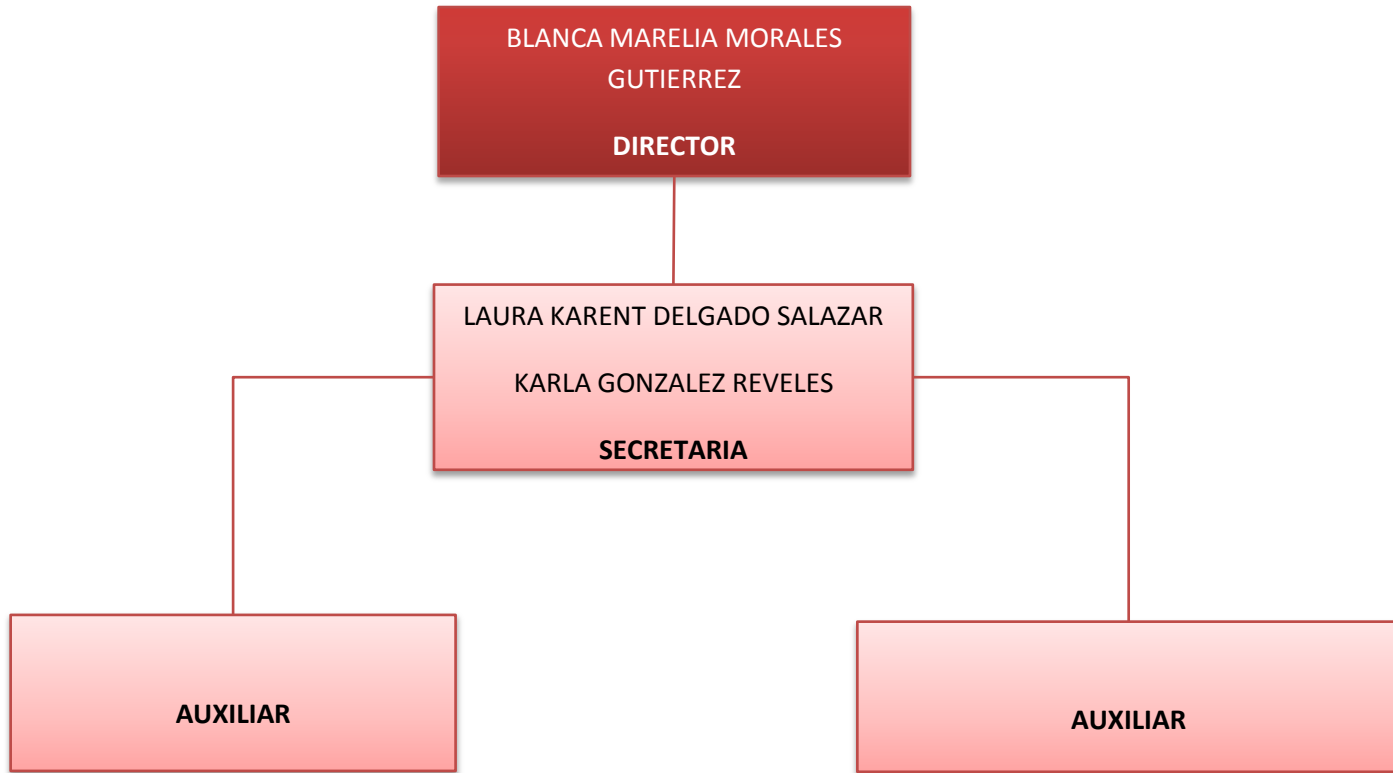 BLANCA MARELIA MORALES
GUTIERREZ
DIRECTOR
LAURA KARENT DELGADO SALAZAR
KARLA GONZALEZ REVELES
SECRETARIA
AUXILIAR
AUXILIAR